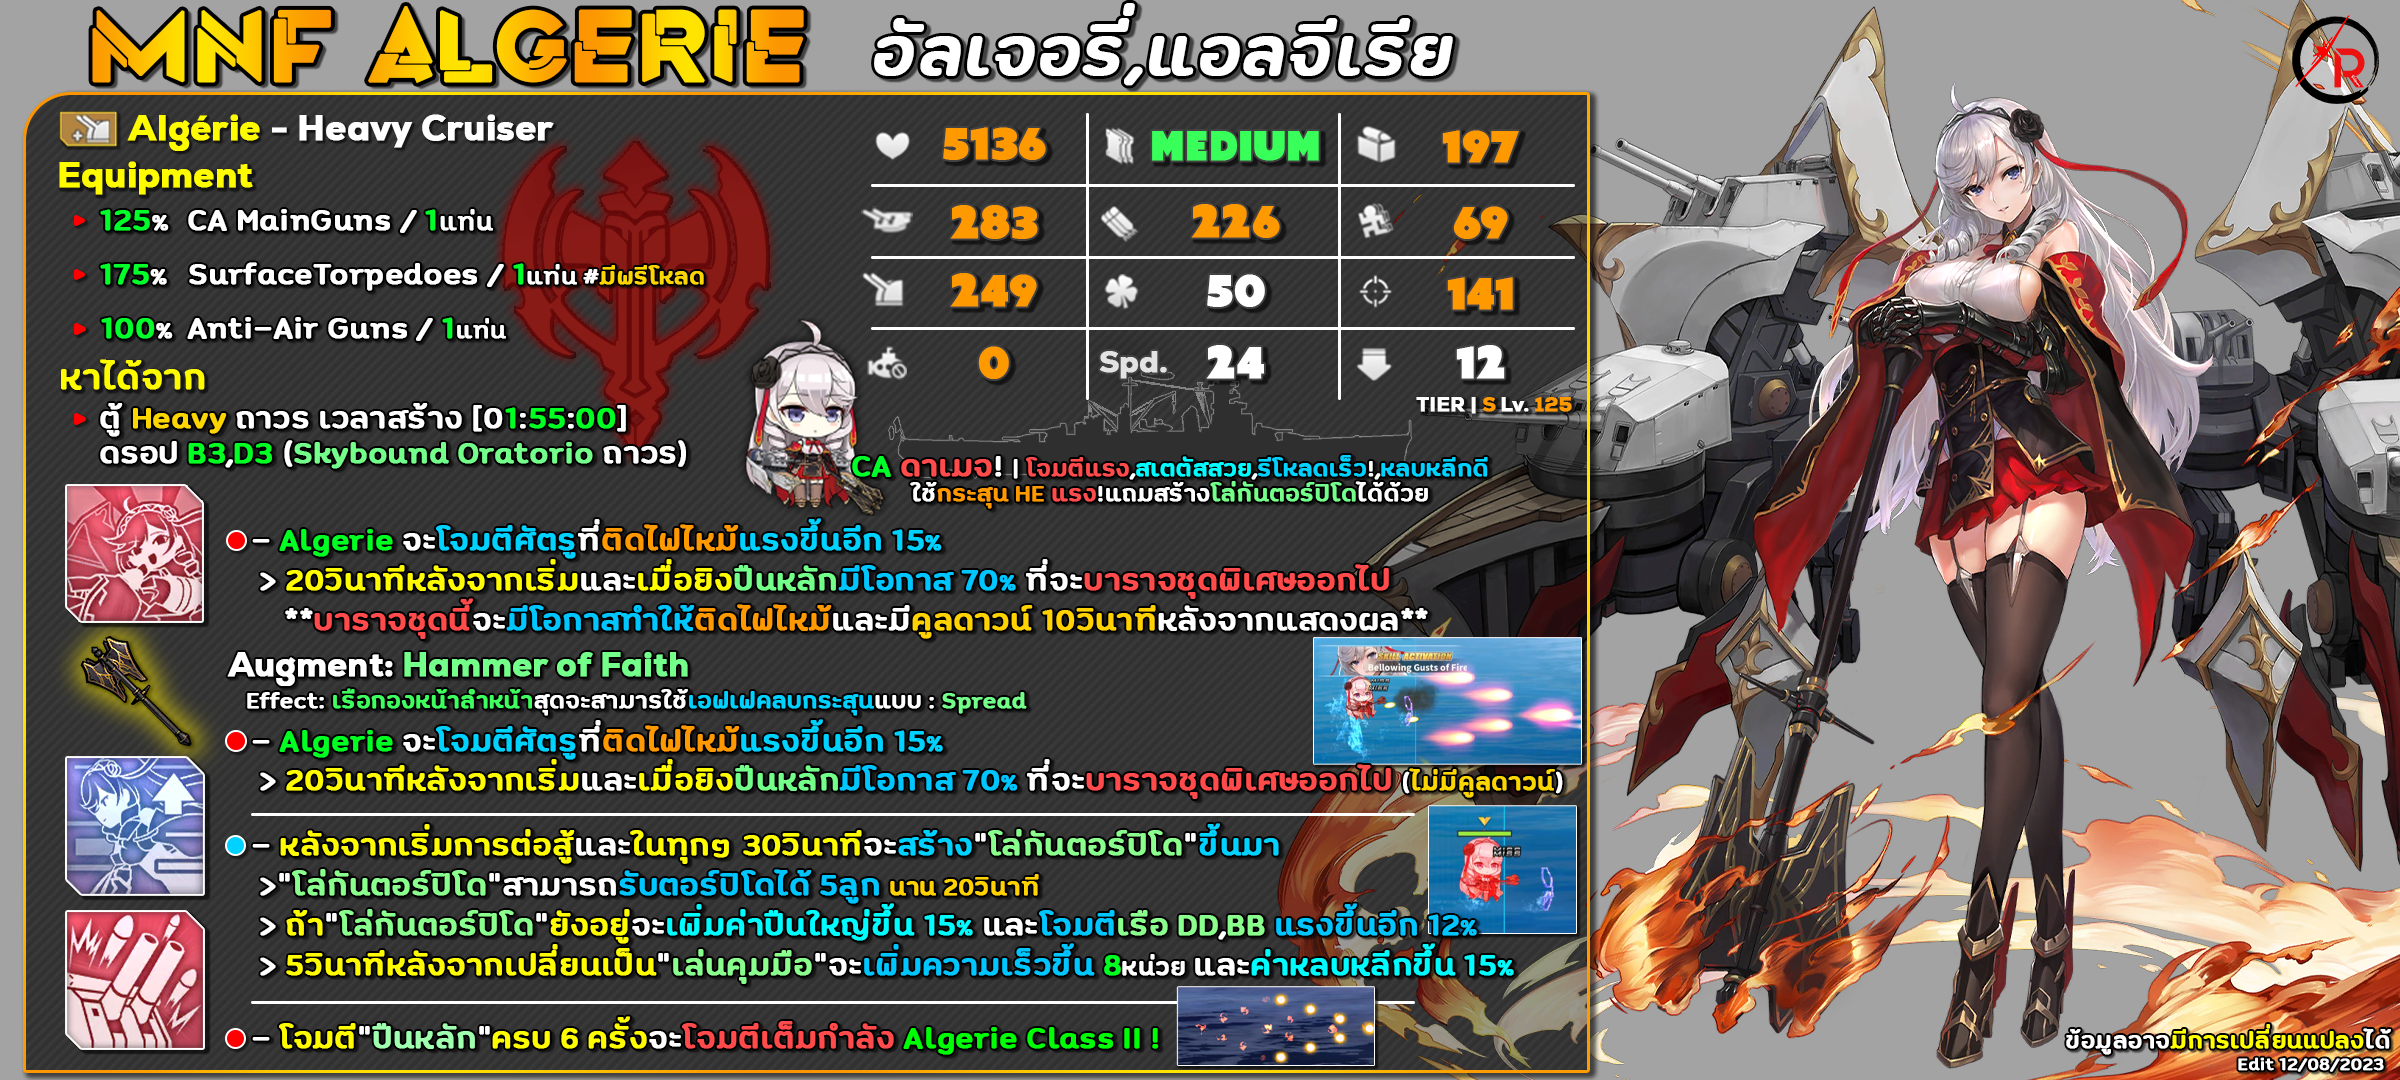 MNF ALGERIE อัลเจอรี่,แอลจีเรีย
XR
Algérie - Heavy Cruiser
Equipment
125% CA MainGuns / 1แท่น
175% SurfaceTorpedoes / 1แท่น #มีพรีโหลด
100% Anti-Air Guns / 1แท่น
หาได้จาก
ตู้ Heavy ถาวร เวลาสร้าง [01:55:00]
ดรอป B3,D3 (Skybound Oratorio ถาวร)
5136 MEDIUM 197
283 226 69
249 50 141
0 Spd. 24 12
TIER | S Lv. 125
CA ดาเมจ! | โจมตีแรง,สเตตัสสวย,รีโหลดเร็ว!,หลบหลีกดี
ใช้กระสุน HE แรง!แถมสร้างโล่กันตอร์ปิโดได้ด้วย
- Algerie จะโจมตีศัตรูที่ติดไฟไหม้แรงขึ้นอีก 15%
> 20วินาทีหลังจากเริ่มและเมื่อยิงปืนหลักมีโอกาส 70% ที่จะบาราจชุดพิเศษออกไป
**บาราจชุดนี้จะมีโอกาสทำให้ติดไฟไหม้และมีคูลดาวน์ 10วินาทีหลังจากแสดงผล**
Augment: Hammer of Faith
Effect: เรือกองหน้าลำหน้าสุดจะสามารใช้เอฟเฟคลบกระสุนแบบ : Spread
SKILL ACTIVATION
Bellowing Gusts of Fire
- Algerie จะโจมตีศัตรูที่ติดไฟไหม้แรงขึ้นอีก 15%
> 20วินาทีหลังจากเริ่มและเมื่อยิงปืนหลักมีโอกาส 70% ที่จะบาราจชุดพิเศษออกไป (ไม่มีคูลดาวน์)
- หลังจากเริ่มการต่อสู้และในทุกๆ 30วินาทีจะสร้าง"โล่กันตอร์ปิโด"ขึ้นมา
>"โล่กันตอร์ปิโด"สามารถรับตอร์ปิโดได้ 5ลูก นาน 20วินาที
MISS
> ถ้า"โล่กันตอร์ปิโด"ยังอยู่จะเพิ่มค่าปืนใหญ่ขึ้น 15% และโจมตีเรือ DD,BB แรงขึ้นอีก 12%
> 5วินาทีหลังจากเปลี่ยนเป็น"เล่นคุมมือ"จะเพิ่มความเร็วขึ้น 8หน่วย และค่าหลบหลีกขึ้น 15%
- โจมตี"ปืนหลัก"ครบ 6 ครั้งจะโจมตีเต็มกำลัง Algerie Class II !
ข้อมูลอาจมีการเปลี่ยนแปลงได้
Edit 12/08/2023